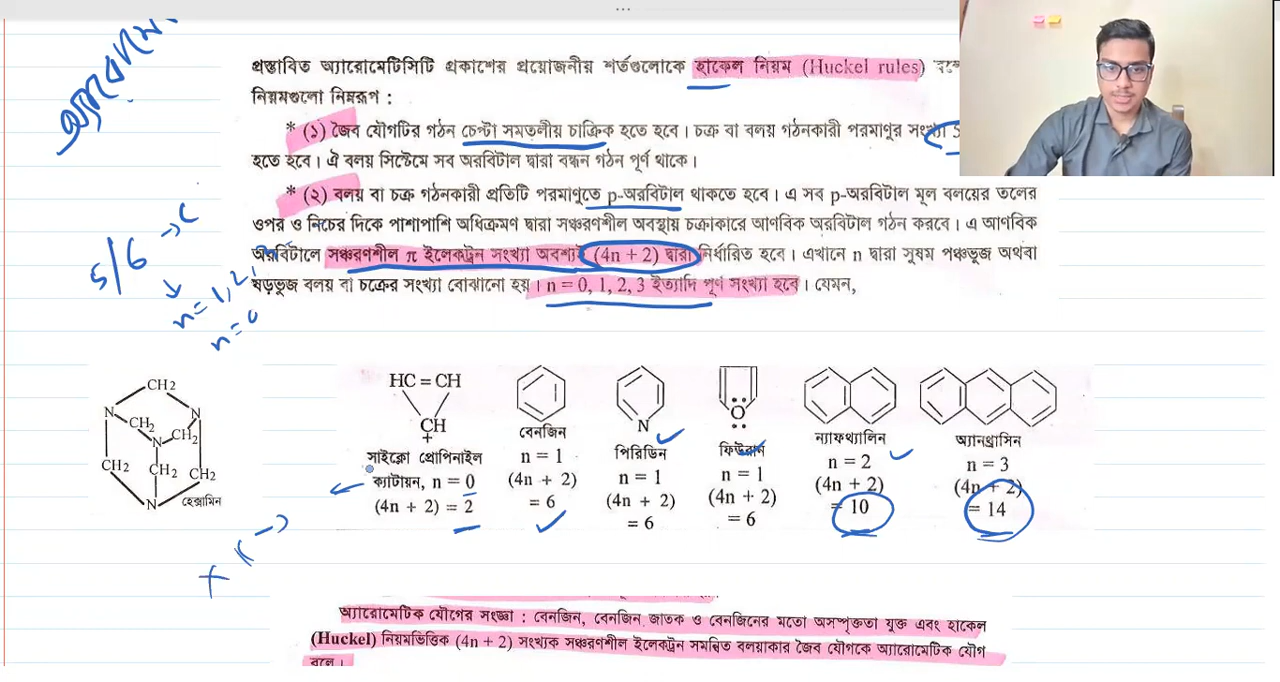 প্রস্তাবিত অ্যারোমেটিসিটি প্রকাশের প্রয়োজনীয় শর্তগুলোকে হাকেল নিয়ম (Huckel rules)
নিয়মগুলো নিম্নরূপ :
* (১) জৈব যৌগটির গঠন চেপ্টা সমতলীয় চাক্রিক হতে হবে। চক্র বা বলয় গঠনকারী পরমাণুর সংখ্যা 5
হতে হবে। ঐ বলয় সিস্টেমে সব অরবিটাল দ্বারা বন্ধন গঠন পূর্ণ থাকে।
* (২) বলয় বা চক্র গঠনকারী প্রতিটি পরমাণুতে p-অরবিটাল থাকতে হবে। এ সব p-অরবিটাল মূল বলয়ের তলের
ওপর ও নিচের দিকে পাশাপাশি অধিক্রমণ দ্বারা সঞ্চরণশীল অবস্থায় চক্রাকারে আণবিক অরবিটাল গঠন করবে। এ আণবিক
অরবিটালে সঞ্চরণশীল π ইলেকট্রন সংখ্যা অবশ্যই (4n + 2) দ্বারা নির্ধারিত হবে। এখানে n দ্বারা সুষম পঞ্চভুজ অথবা
ষড়ভুজ বলয় বা চক্রের সংখ্যা বোঝানো হয়। n = 0, 1, 2, 3 ইত্যাদি পূর্ণ সংখ্যা হবে। যেমন,
5/6 → C
n = 1, 2,
n = 0
CH2
N N
CH2 CH2
N
CH2 CH2 CH2
N
হেক্সামিন
HC = CH
CH
+
সাইক্লো প্রোপিনাইল
ক্যাটায়ন, n = 0
(4n + 2) = 2
বেনজিন
n = 1
(4n + 2)
= 6
N
পিরিডিন
n = 1
(4n + 2)
= 6
O
ফিউরান
n = 1
(4n + 2)
= 6
ন্যাফথ্যালিন
n = 2
(4n + 2)
= 10
অ্যানথ্রাসিন
n = 3
(4n + 2)
= 14
অ্যারোমেটিক যৌগের সংজ্ঞা : বেনজিন, বেনজিন জাতক ও বেনজিনের মতো অসম্পৃক্ততা যুক্ত এবং হাকেল
(Huckel) নিয়মভিত্তিক (4n + 2) সংখ্যক সঞ্চরণশীল ইলেকট্রন সমন্বিত বলয়াকার জৈব যৌগকে অ্যারোমেটিক যৌগ
বলে।